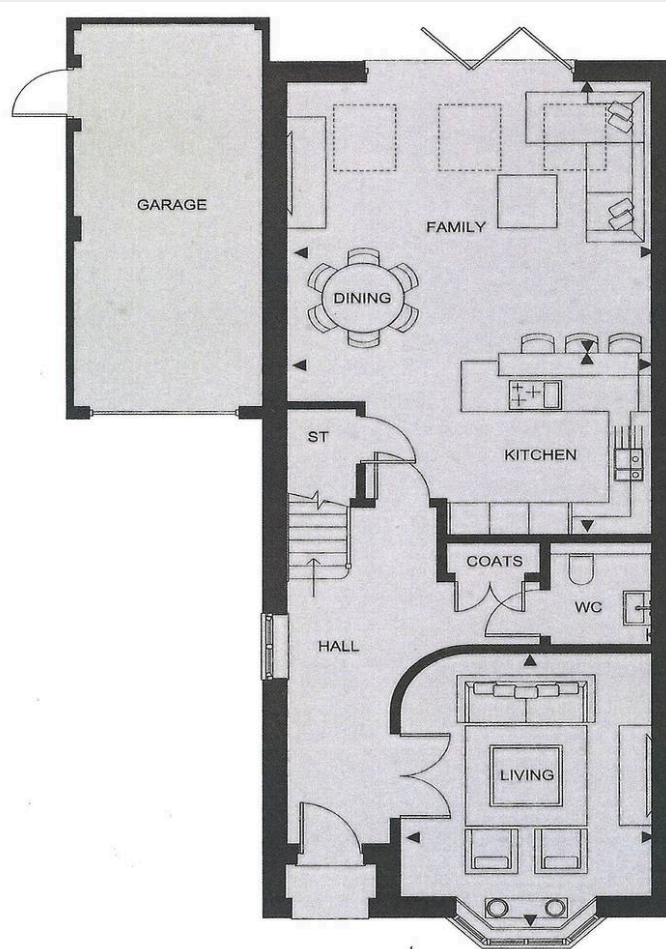 GARAGE
FAMILY
DINING
ST
KITCHEN
COATS
WC
HALL
LIVING